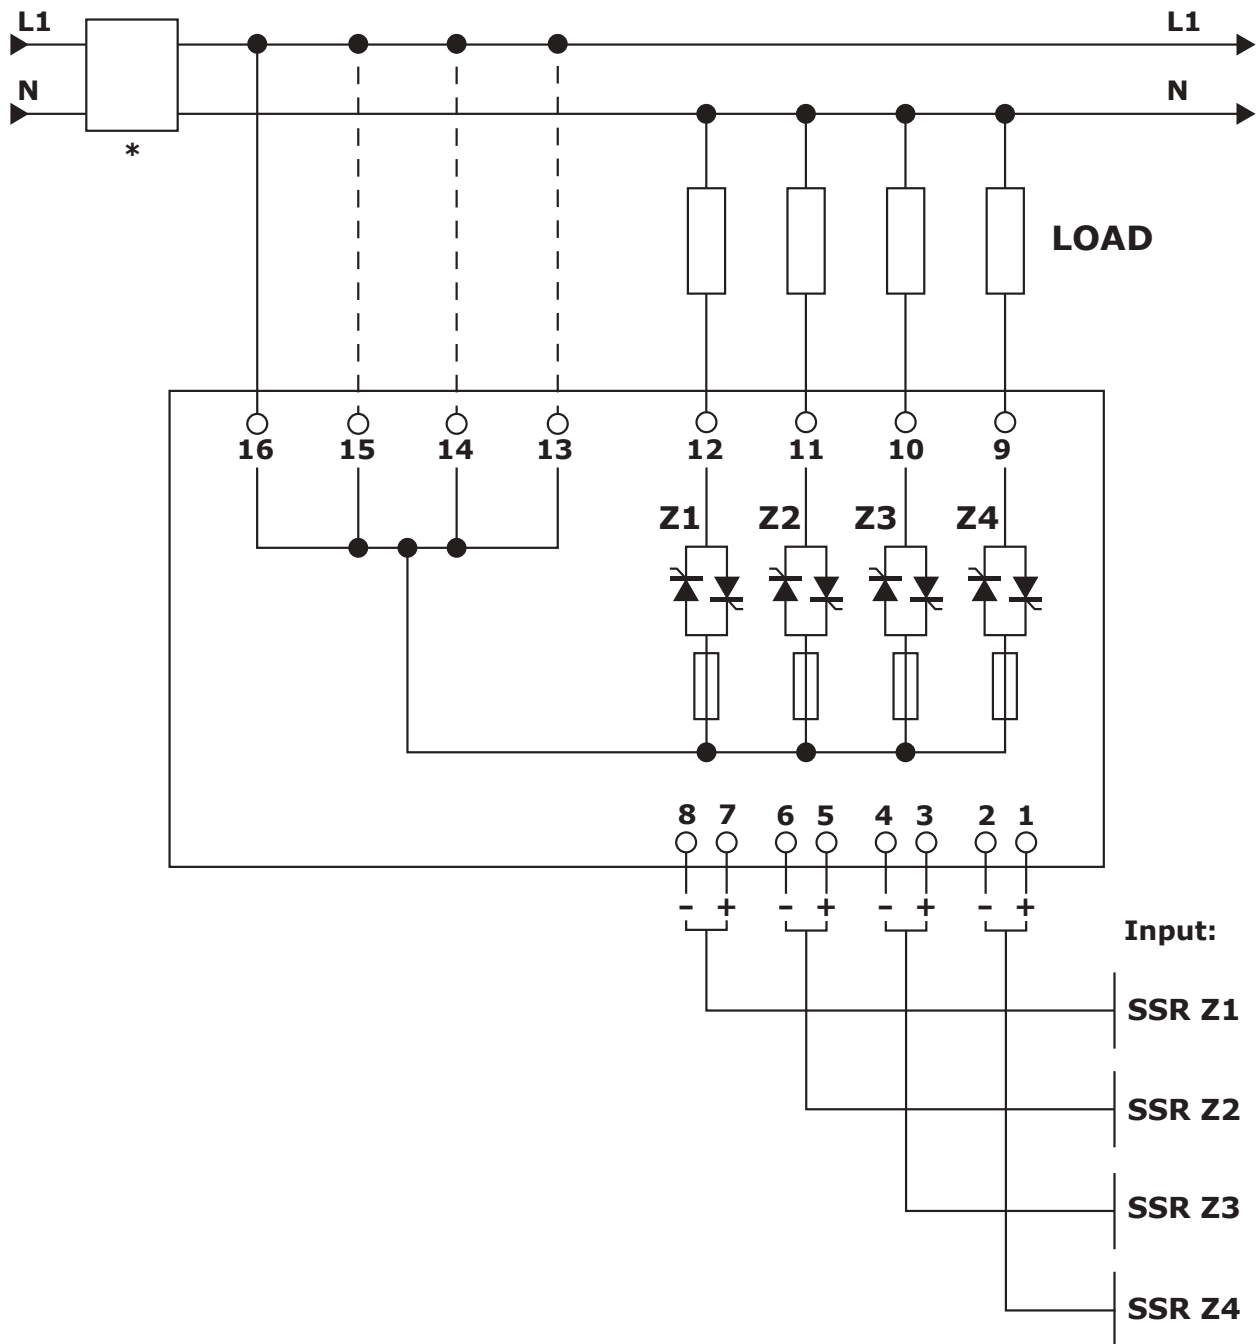 L1 L1
N N
*
LOAD
16 15 14 13 12 11 10 9
Z1 Z2 Z3 Z4
8 7 6 5 4 3 2 1
- + - + - + - +
Input:
SSR Z1
SSR Z2
SSR Z3
SSR Z4